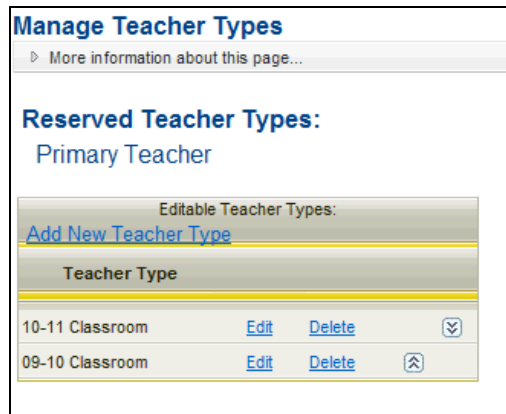 Manage Teacher Types
More information about this page...
Reserved Teacher Types:
Primary Teacher
Editable Teacher Types:
Add New Teacher Type
Teacher Type
10-11 Classroom Edit Delete
09-10 Classroom Edit Delete